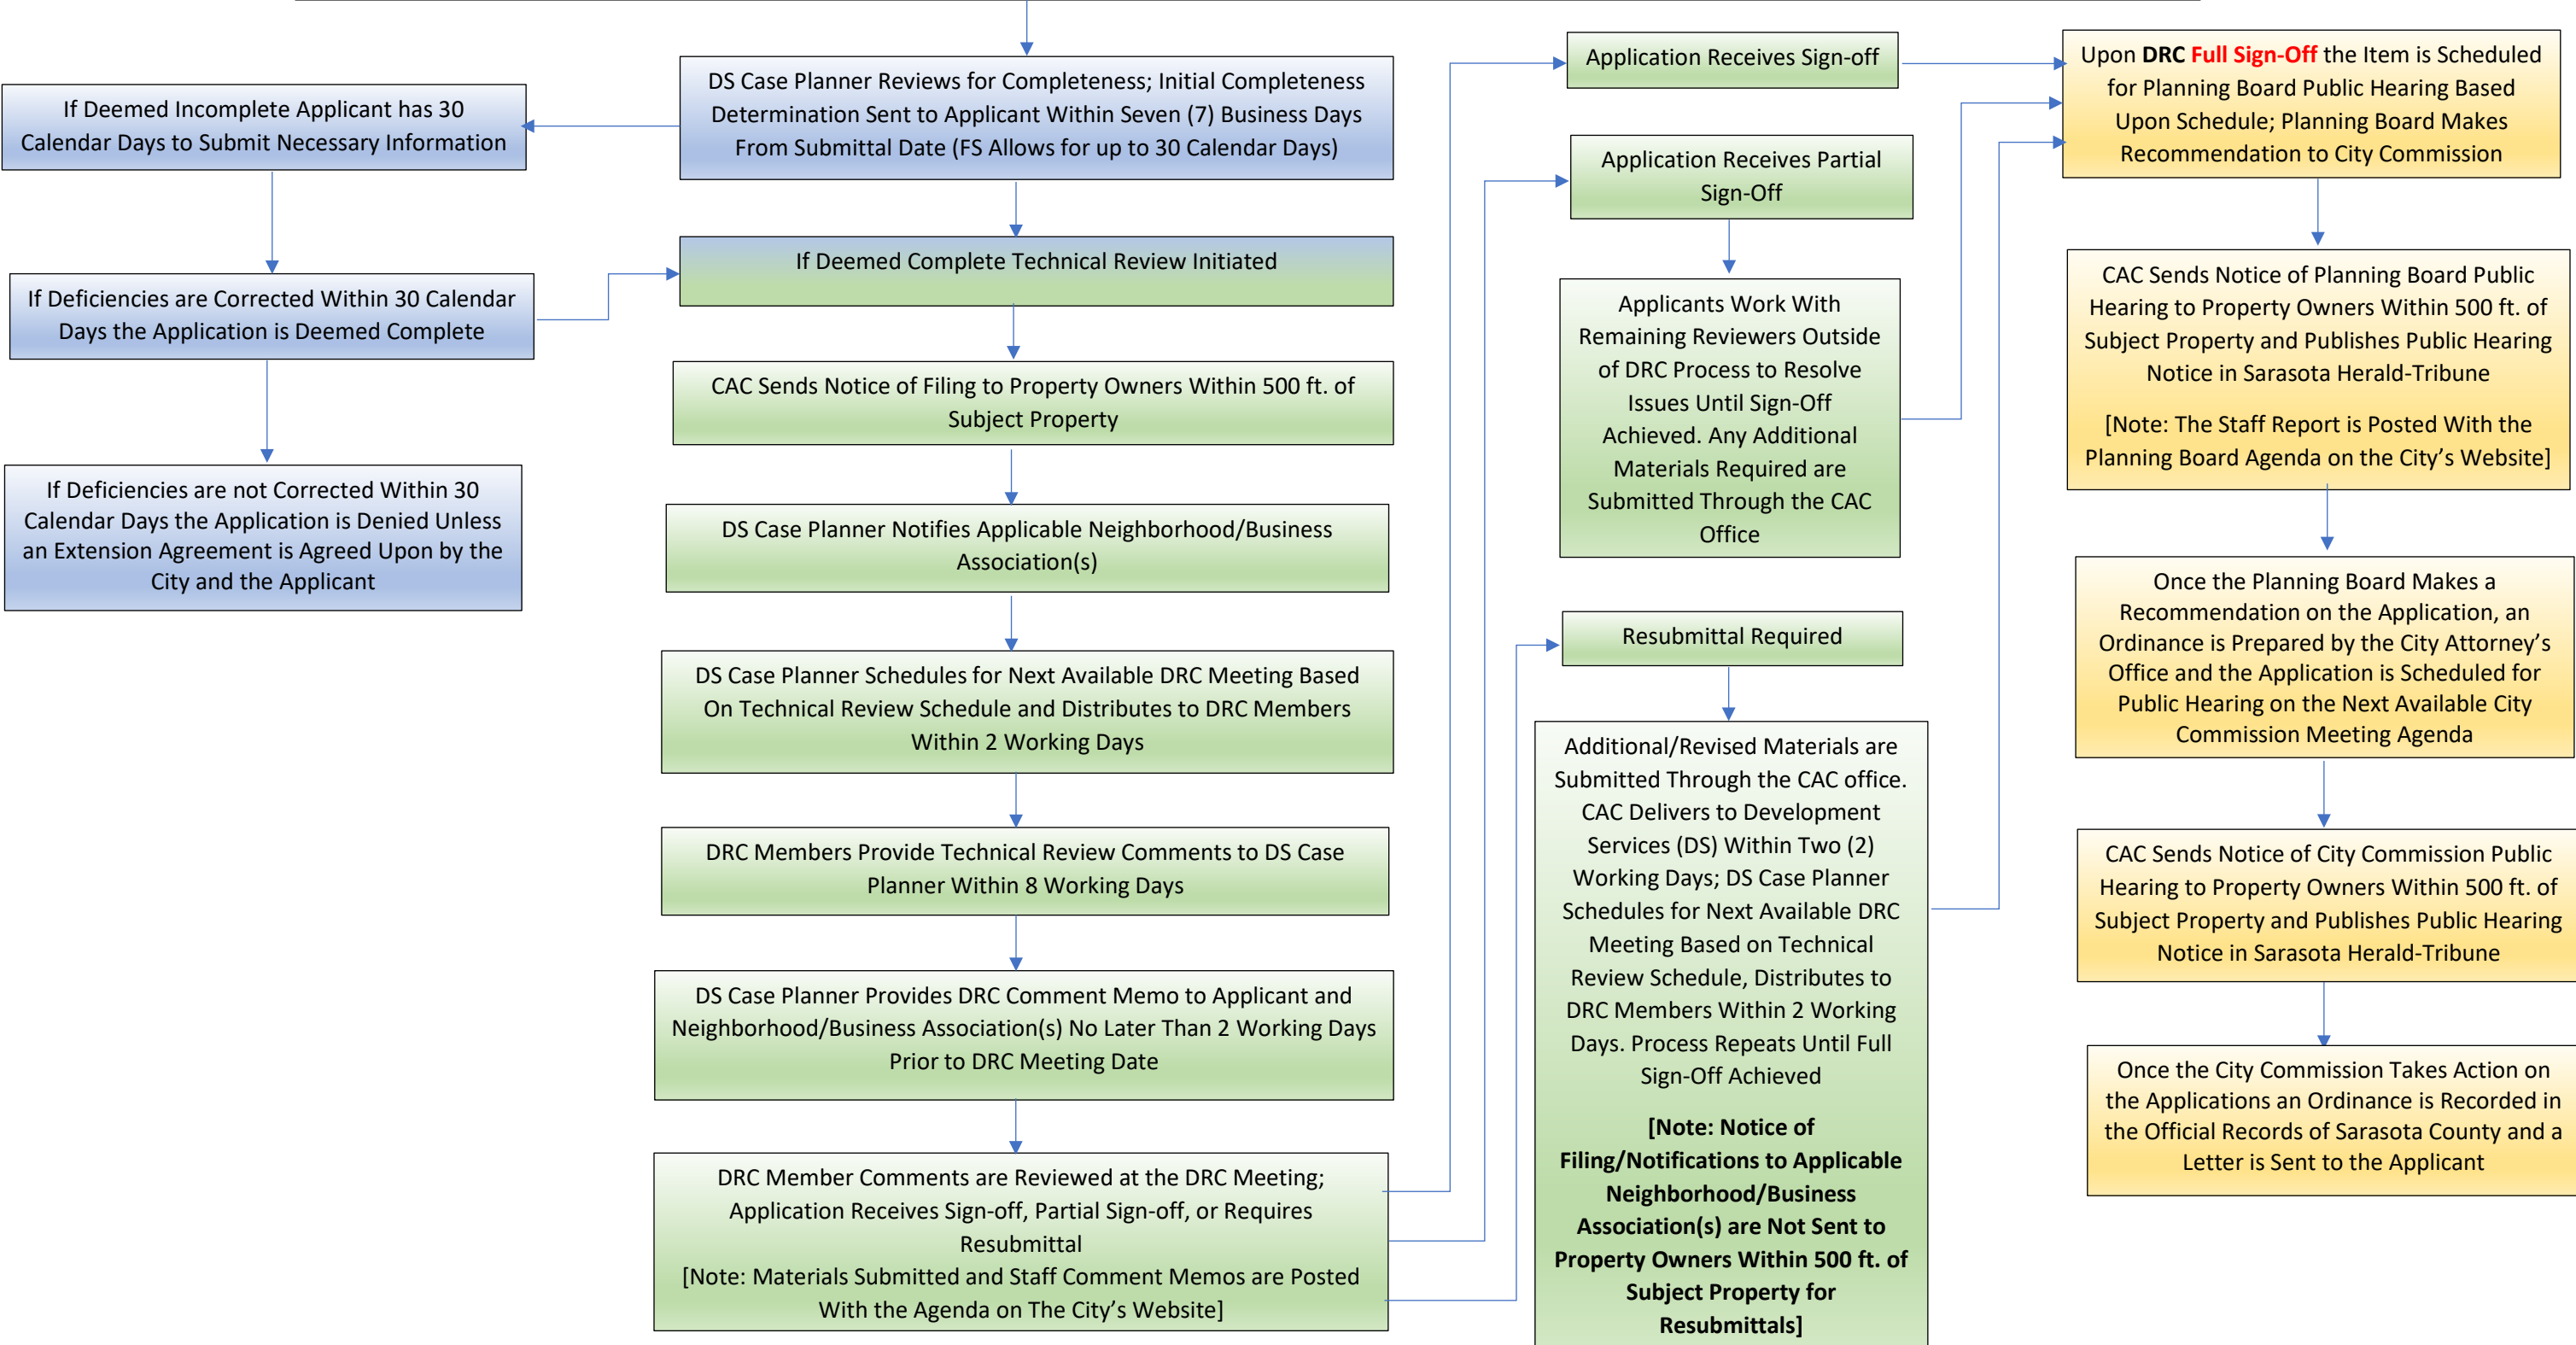 If Deemed Incomplete Applicant has 30
Calendar Days to Submit Necessary Information
If Deficiencies are Corrected Within 30 Calendar
Days the Application is Deemed Complete
If Deficiencies are not Corrected Within 30
Calendar Days the Application is Denied Unless
an Extension Agreement is Agreed Upon by the
City and the Applicant
DS Case Planner Reviews for Completeness; Initial Completeness
Determination Sent to Applicant Within Seven (7) Business Days
From Submittal Date (FS Allows for up to 30 Calendar Days)
If Deemed Complete Technical Review Initiated
CAC Sends Notice of Filing to Property Owners Within 500 ft. of
Subject Property
DS Case Planner Notifies Applicable Neighborhood/Business
Association(s)
DS Case Planner Schedules for Next Available DRC Meeting Based
On Technical Review Schedule and Distributes to DRC Members
Within 2 Working Days
DRC Members Provide Technical Review Comments to DS Case
Planner Within 8 Working Days
DS Case Planner Provides DRC Comment Memo to Applicant and
Neighborhood/Business Association(s) No Later Than 2 Working Days
Prior to DRC Meeting Date
DRC Member Comments are Reviewed at the DRC Meeting;
Application Receives Sign-off, Partial Sign-off, or Requires
Resubmittal
[Note: Materials Submitted and Staff Comment Memos are Posted
With the Agenda on The City’s Website]
Application Receives Sign-off
Application Receives Partial
Sign-Off
Applicants Work With
Remaining Reviewers Outside
of DRC Process to Resolve
Issues Until Sign-Off
Achieved. Any Additional
Materials Required are
Submitted Through the CAC
Office
Resubmittal Required
Additional/Revised Materials are
Submitted Through the CAC office.
CAC Delivers to Development
Services (DS) Within Two (2)
Working Days; DS Case Planner
Schedules for Next Available DRC
Meeting Based on Technical
Review Schedule, Distributes to
DRC Members Within 2 Working
Days. Process Repeats Until Full
Sign-Off Achieved
[Note: Notice of
Filing/Notifications to Applicable
Neighborhood/Business
Association(s) are Not Sent to
Property Owners Within 500 ft. of
Subject Property for
Resubmittals]
Upon DRC Full Sign-Off the Item is Scheduled
for Planning Board Public Hearing Based
Upon Schedule; Planning Board Makes
Recommendation to City Commission
CAC Sends Notice of Planning Board Public
Hearing to Property Owners Within 500 ft. of
Subject Property and Publishes Public Hearing
Notice in Sarasota Herald-Tribune
[Note: The Staff Report is Posted With the
Planning Board Agenda on the City’s Website]
Once the Planning Board Makes a
Recommendation on the Application, an
Ordinance is Prepared by the City Attorney’s
Office and the Application is Scheduled for
Public Hearing on the Next Available City
Commission Meeting Agenda
CAC Sends Notice of City Commission Public
Hearing to Property Owners Within 500 ft. of
Subject Property and Publishes Public Hearing
Notice in Sarasota Herald-Tribune
Once the City Commission Takes Action on
the Applications an Ordinance is Recorded in
the Official Records of Sarasota County and a
Letter is Sent to the Applicant